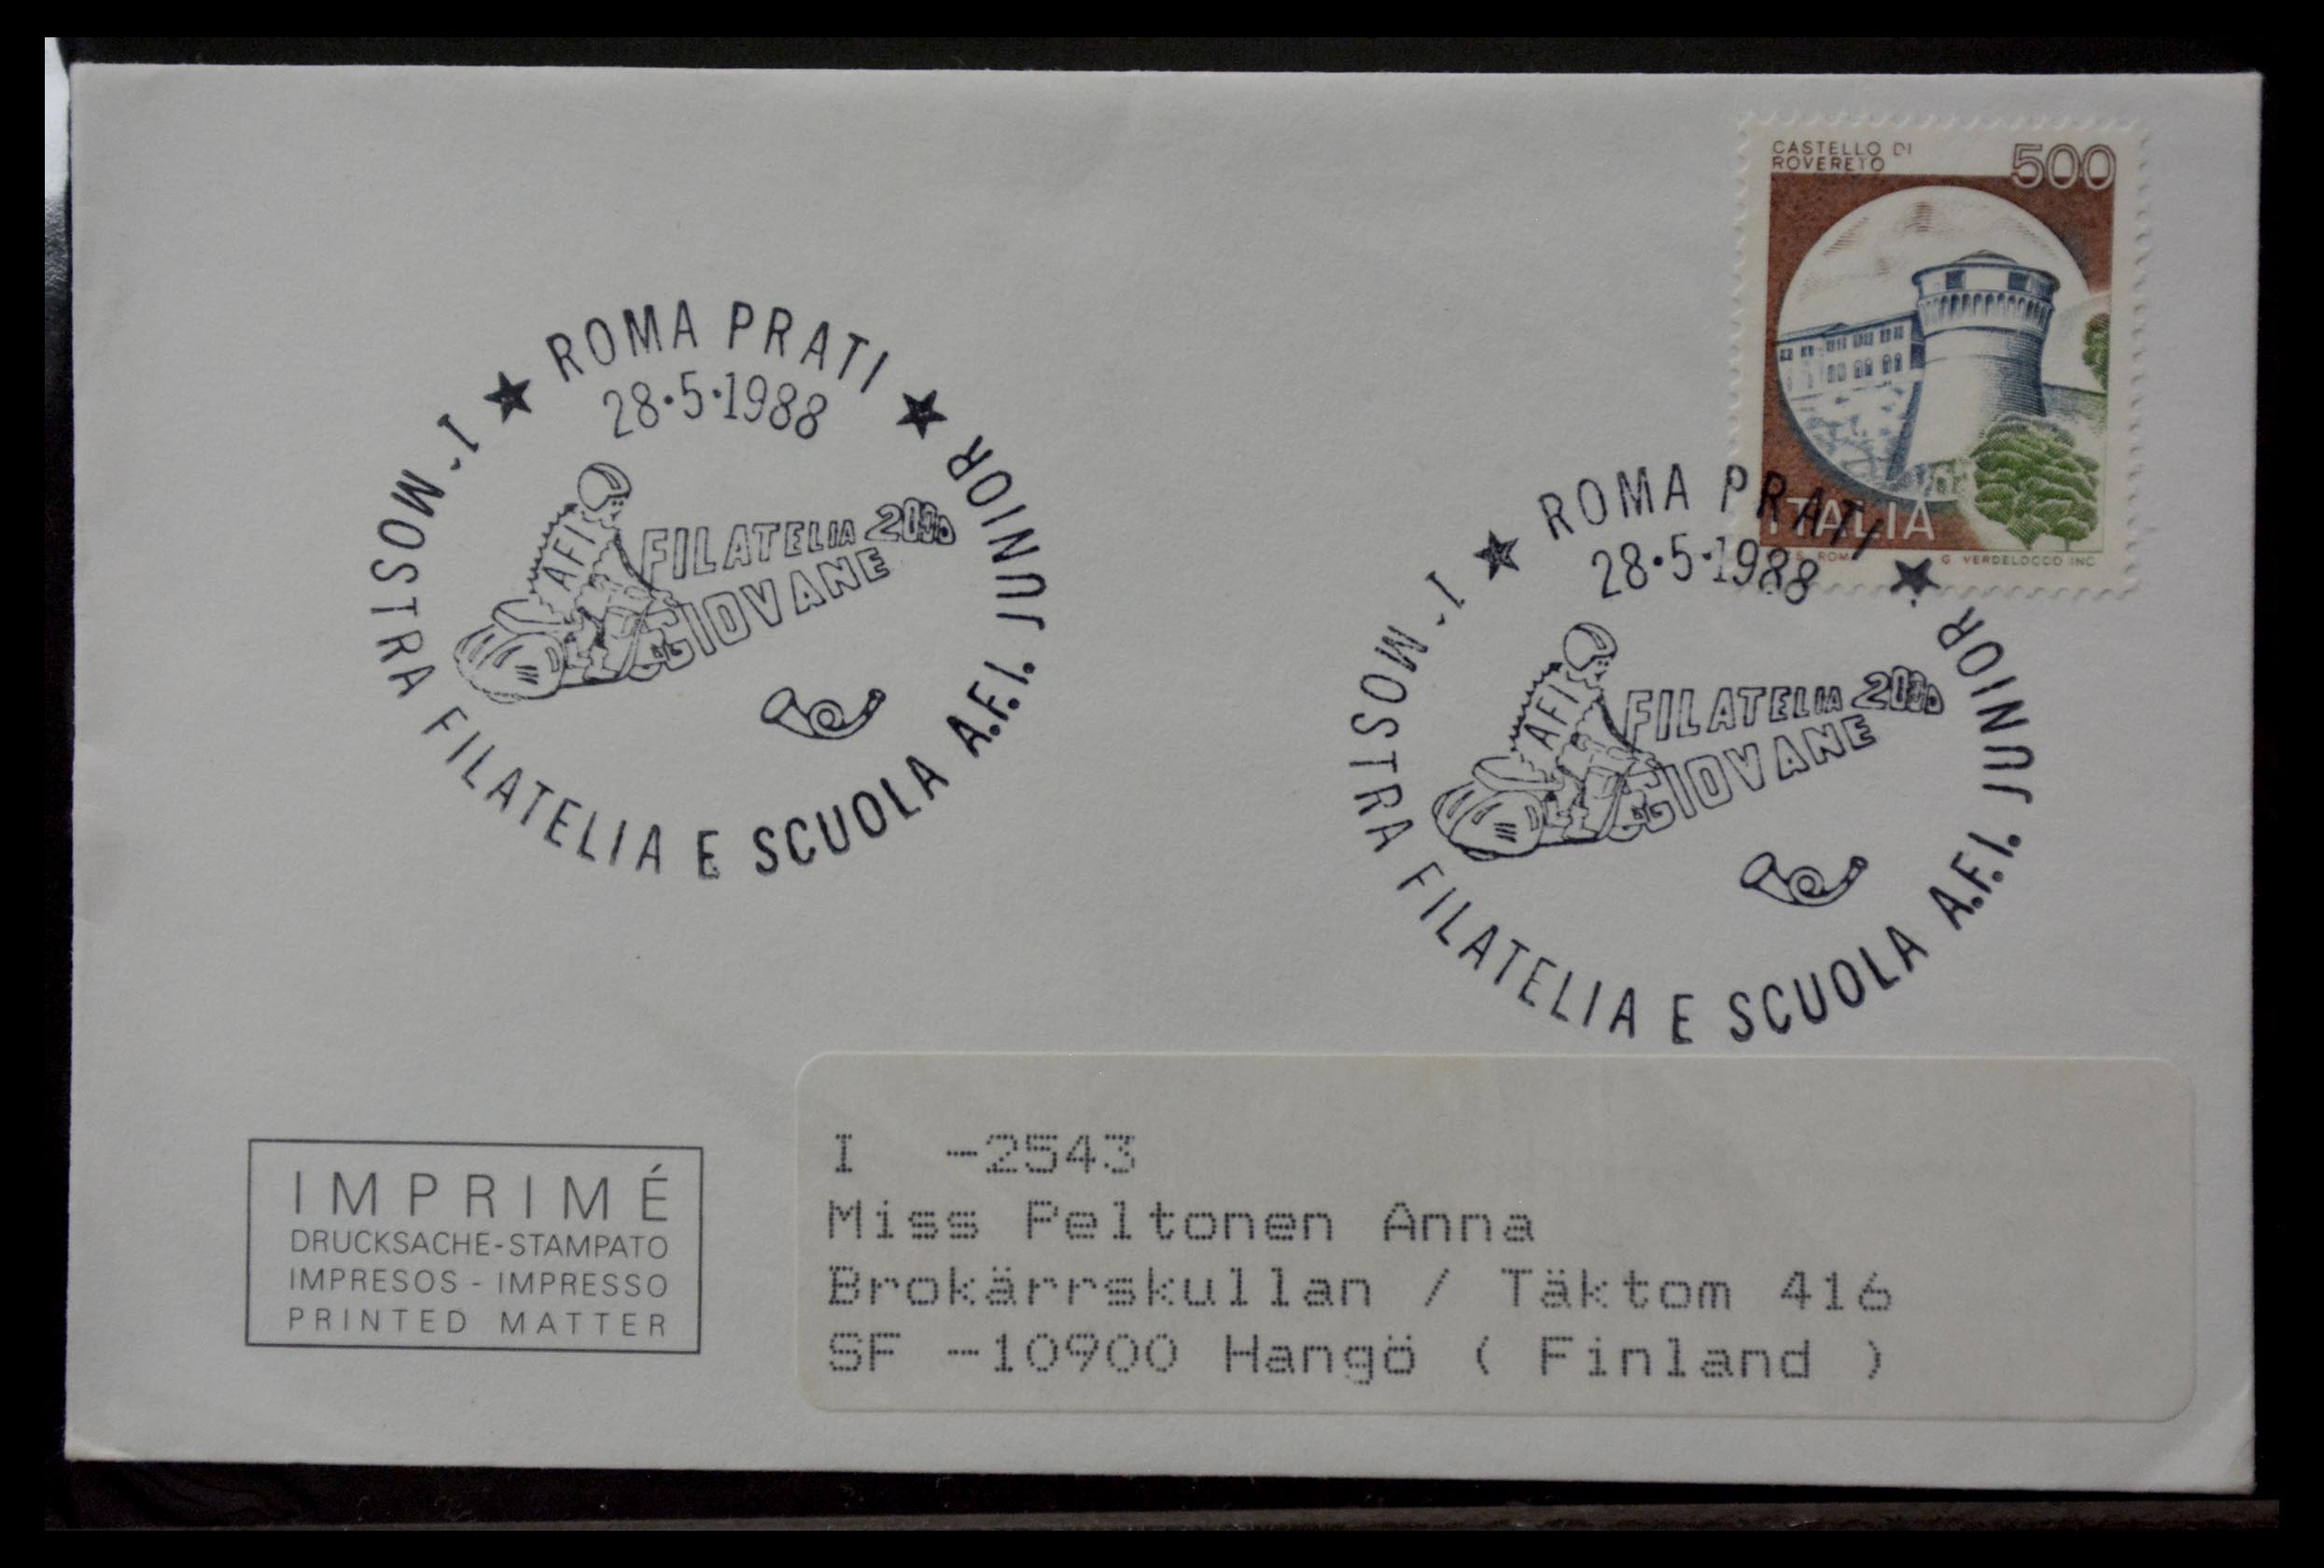 CASTELLO DI
ROVERETO
500
ITALIA
ROMA
G VERDELOCCO INC
★ ROMA PRATI ★
28·5·1988
I MOSTRA FILATELIA E SCUOLA A.F.I. JUNIOR
AFI
FILATELIA 2000
GIOVANE
★ ROMA PRATI ★
28·5·1988
I MOSTRA FILATELIA E SCUOLA A.F.I. JUNIOR
AFI
FILATELIA 2000
GIOVANE
IMPRIMÉ
DRUCKSACHE-STAMPATO
IMPRESOS - IMPRESSO
PRINTED MATTER
I -2543
Miss Peltonen Anna
Brokärrskullan / Täktom 416
SF -10900 Hangö ( Finland )